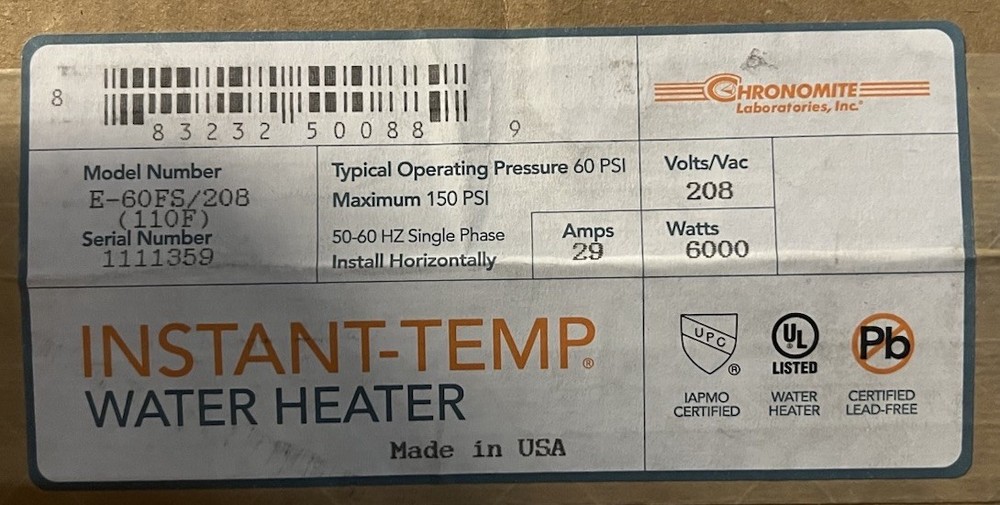 8 83232 50088 9
CHRONOMITE
Laboratories, Inc.®
Model Number
E-60FS/208
(110F)
Serial Number
1111359
Typical Operating Pressure 60 PSI
Maximum 150 PSI
50-60 HZ Single Phase
Install Horizontally
Amps
29
Volts/Vac
208
Watts
6000
INSTANT-TEMP®
WATER HEATER
Made in USA
UPC
®
IAPMO
CERTIFIED
UL
LISTED
WATER
HEATER
Pb
CERTIFIED
LEAD-FREE